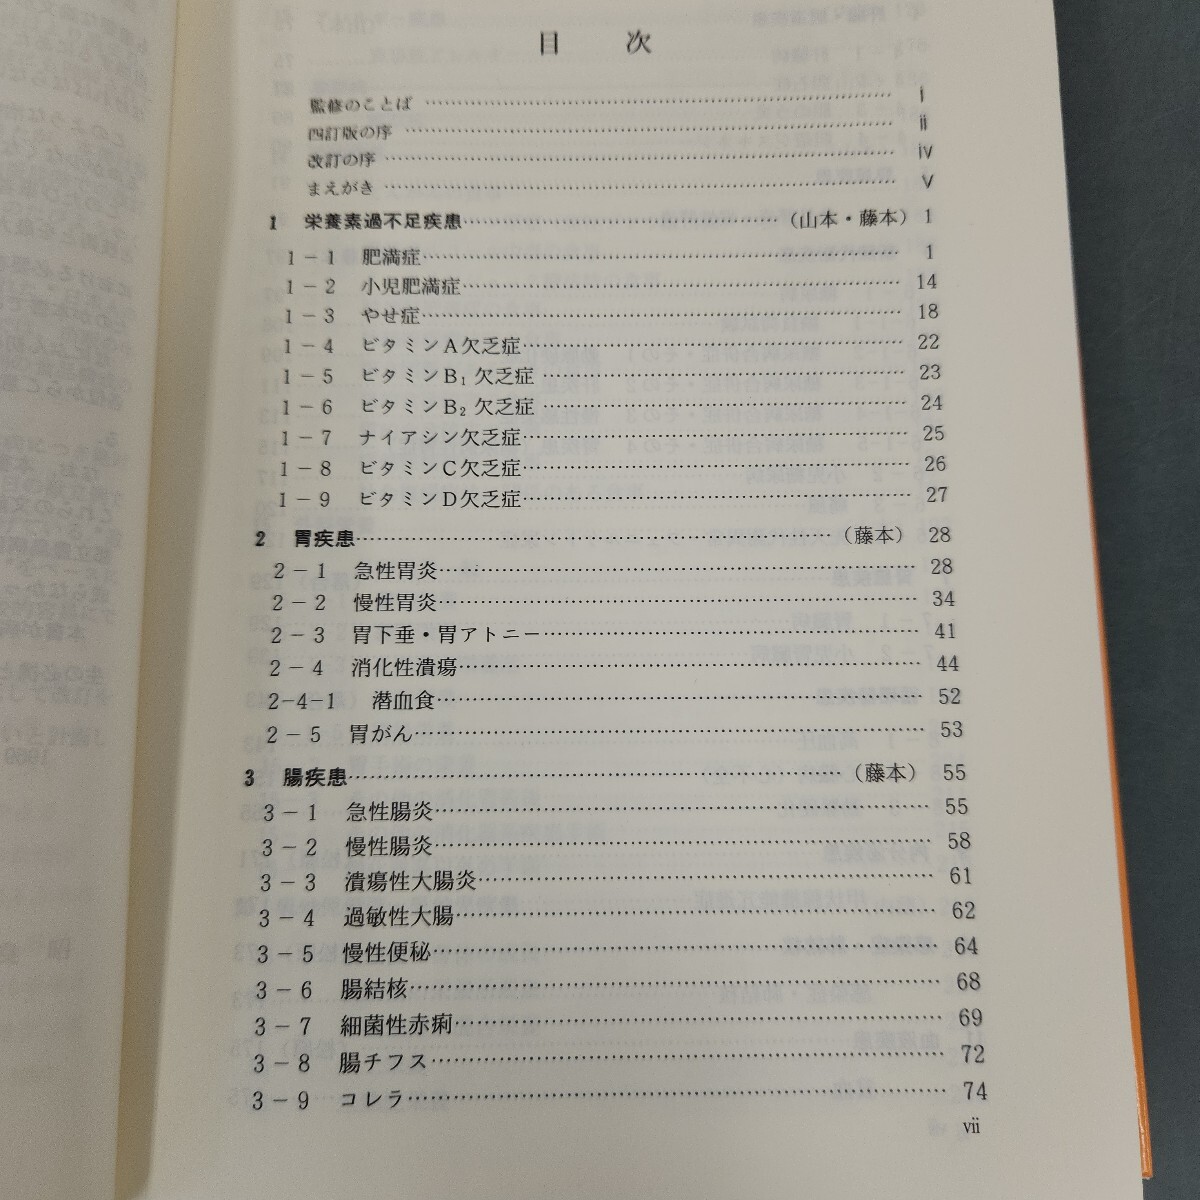 目 次
監修のことば …… i
四訂版の序 …… ii
改訂の序 …… iv
まえがき …… v
1 栄養素過不足疾患……(山本・藤本) 1
1-1 肥満症…… 1
1-2 小児肥満症…… 14
1-3 やせ症…… 18
1-4 ビタミンA欠乏症…… 22
1-5 ビタミンB₁欠乏症…… 23
1-6 ビタミンB₂欠乏症…… 24
1-7 ナイアシン欠乏症…… 25
1-8 ビタミンC欠乏症…… 26
1-9 ビタミンD欠乏症…… 27
2 胃疾患……(藤本) 28
2-1 急性胃炎…… 28
2-2 慢性胃炎…… 34
2-3 胃下垂・胃アトニー…… 41
2-4 消化性潰瘍…… 44
2-4-1 潜血食…… 52
2-5 胃がん…… 53
3 腸疾患……(藤本) 55
3-1 急性腸炎…… 55
3-2 慢性腸炎…… 58
3-3 潰瘍性大腸炎…… 61
3-4 過敏性大腸…… 62
3-5 慢性便秘…… 64
3-6 腸結核…… 68
3-7 細菌性赤痢…… 69
3-8 腸チフス…… 72
3-9 コレラ…… 74
vii